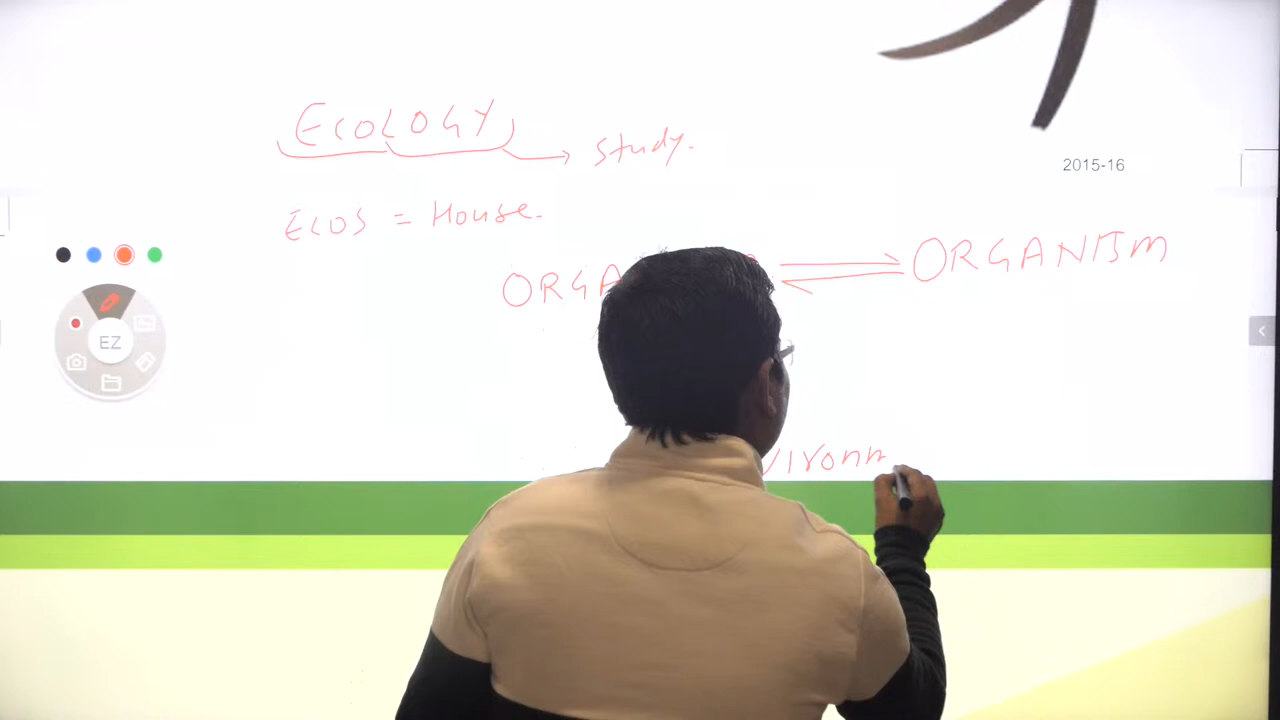 ECOLOGY → study.
2015-16
ECOS = House.
ORGANISM
EZ